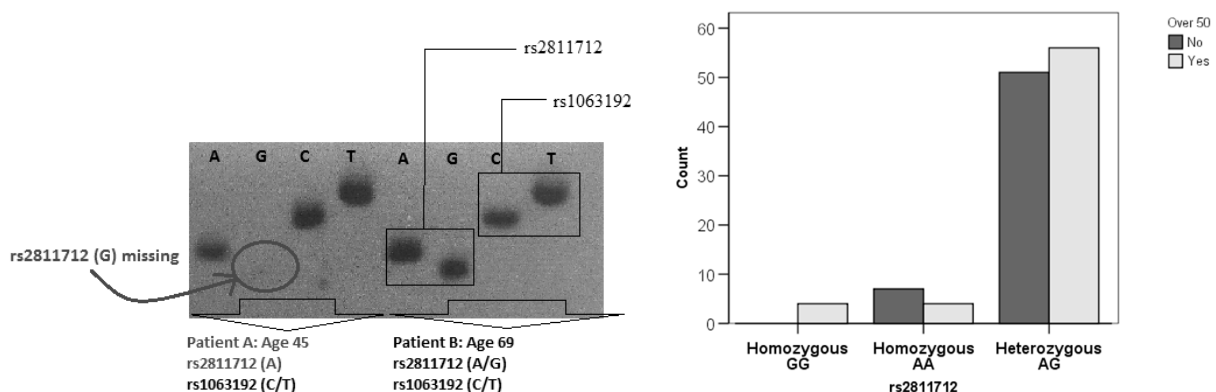 rs2811712
rs1063192
A G C T A G C T
rs2811712 (G) missing
Patient A: Age 45
rs2811712 (A)
rs1063192 (C/T)
Patient B: Age 69
rs2811712 (A/G)
rs1063192 (C/T)
Over 50
No
Yes
Count
60
50
40
30
20
10
0
Homozygous
GG
Homozygous
AA
Heterozygous
AG
rs2811712